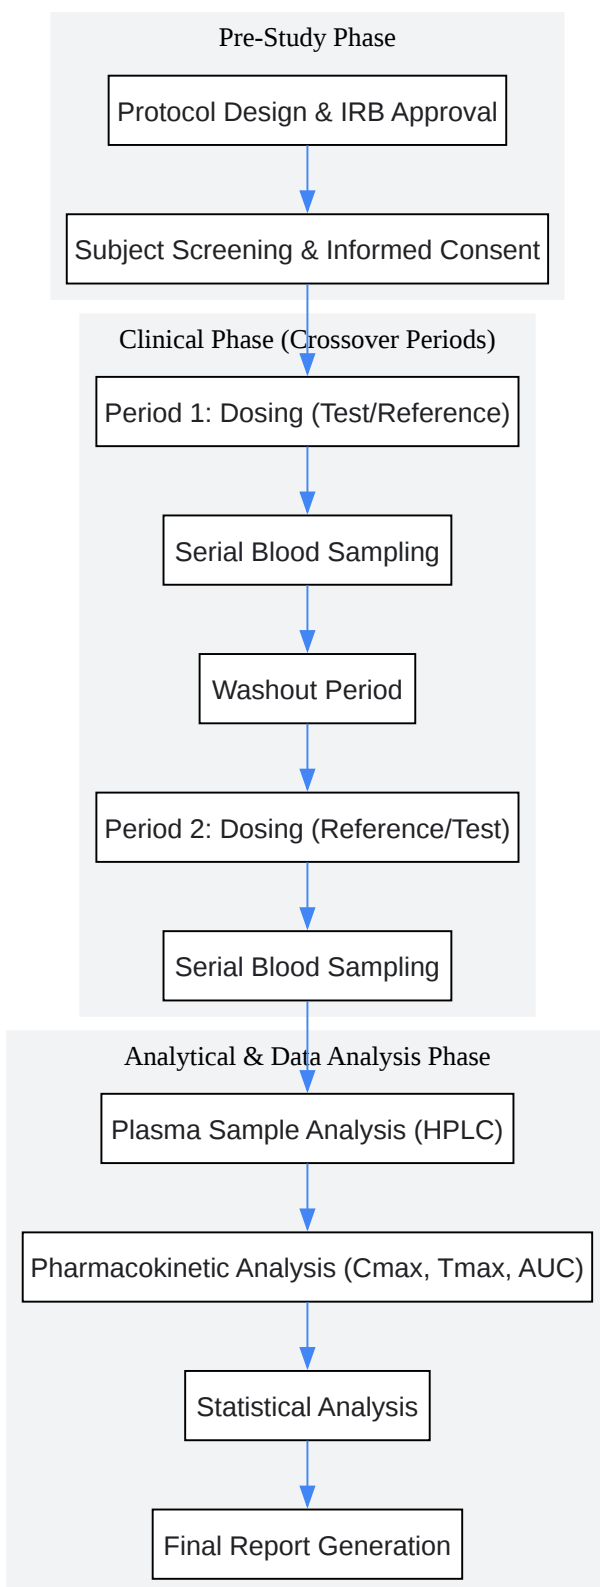 Pre-Study Phase
Protocol Design & IRB Approval
Subject Screening & Informed Consent
Clinical Phase (Crossover Periods)
Period 1: Dosing (Test/Reference)
Serial Blood Sampling
Washout Period
Period 2: Dosing (Reference/Test)
Serial Blood Sampling
Analytical & Data Analysis Phase
Plasma Sample Analysis (HPLC)
Pharmacokinetic Analysis (Cmax, Tmax, AUC)
Statistical Analysis
Final Report Generation